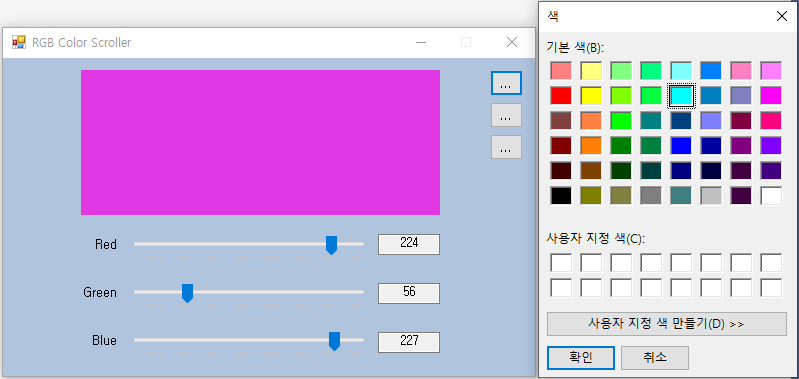 RGB Color Scroller
...
...
...
Red 224
Green 56
Blue 227
색
기본 색(B):
사용자 지정 색(C):
사용자 지정 색 만들기(D) >>
확인 취소